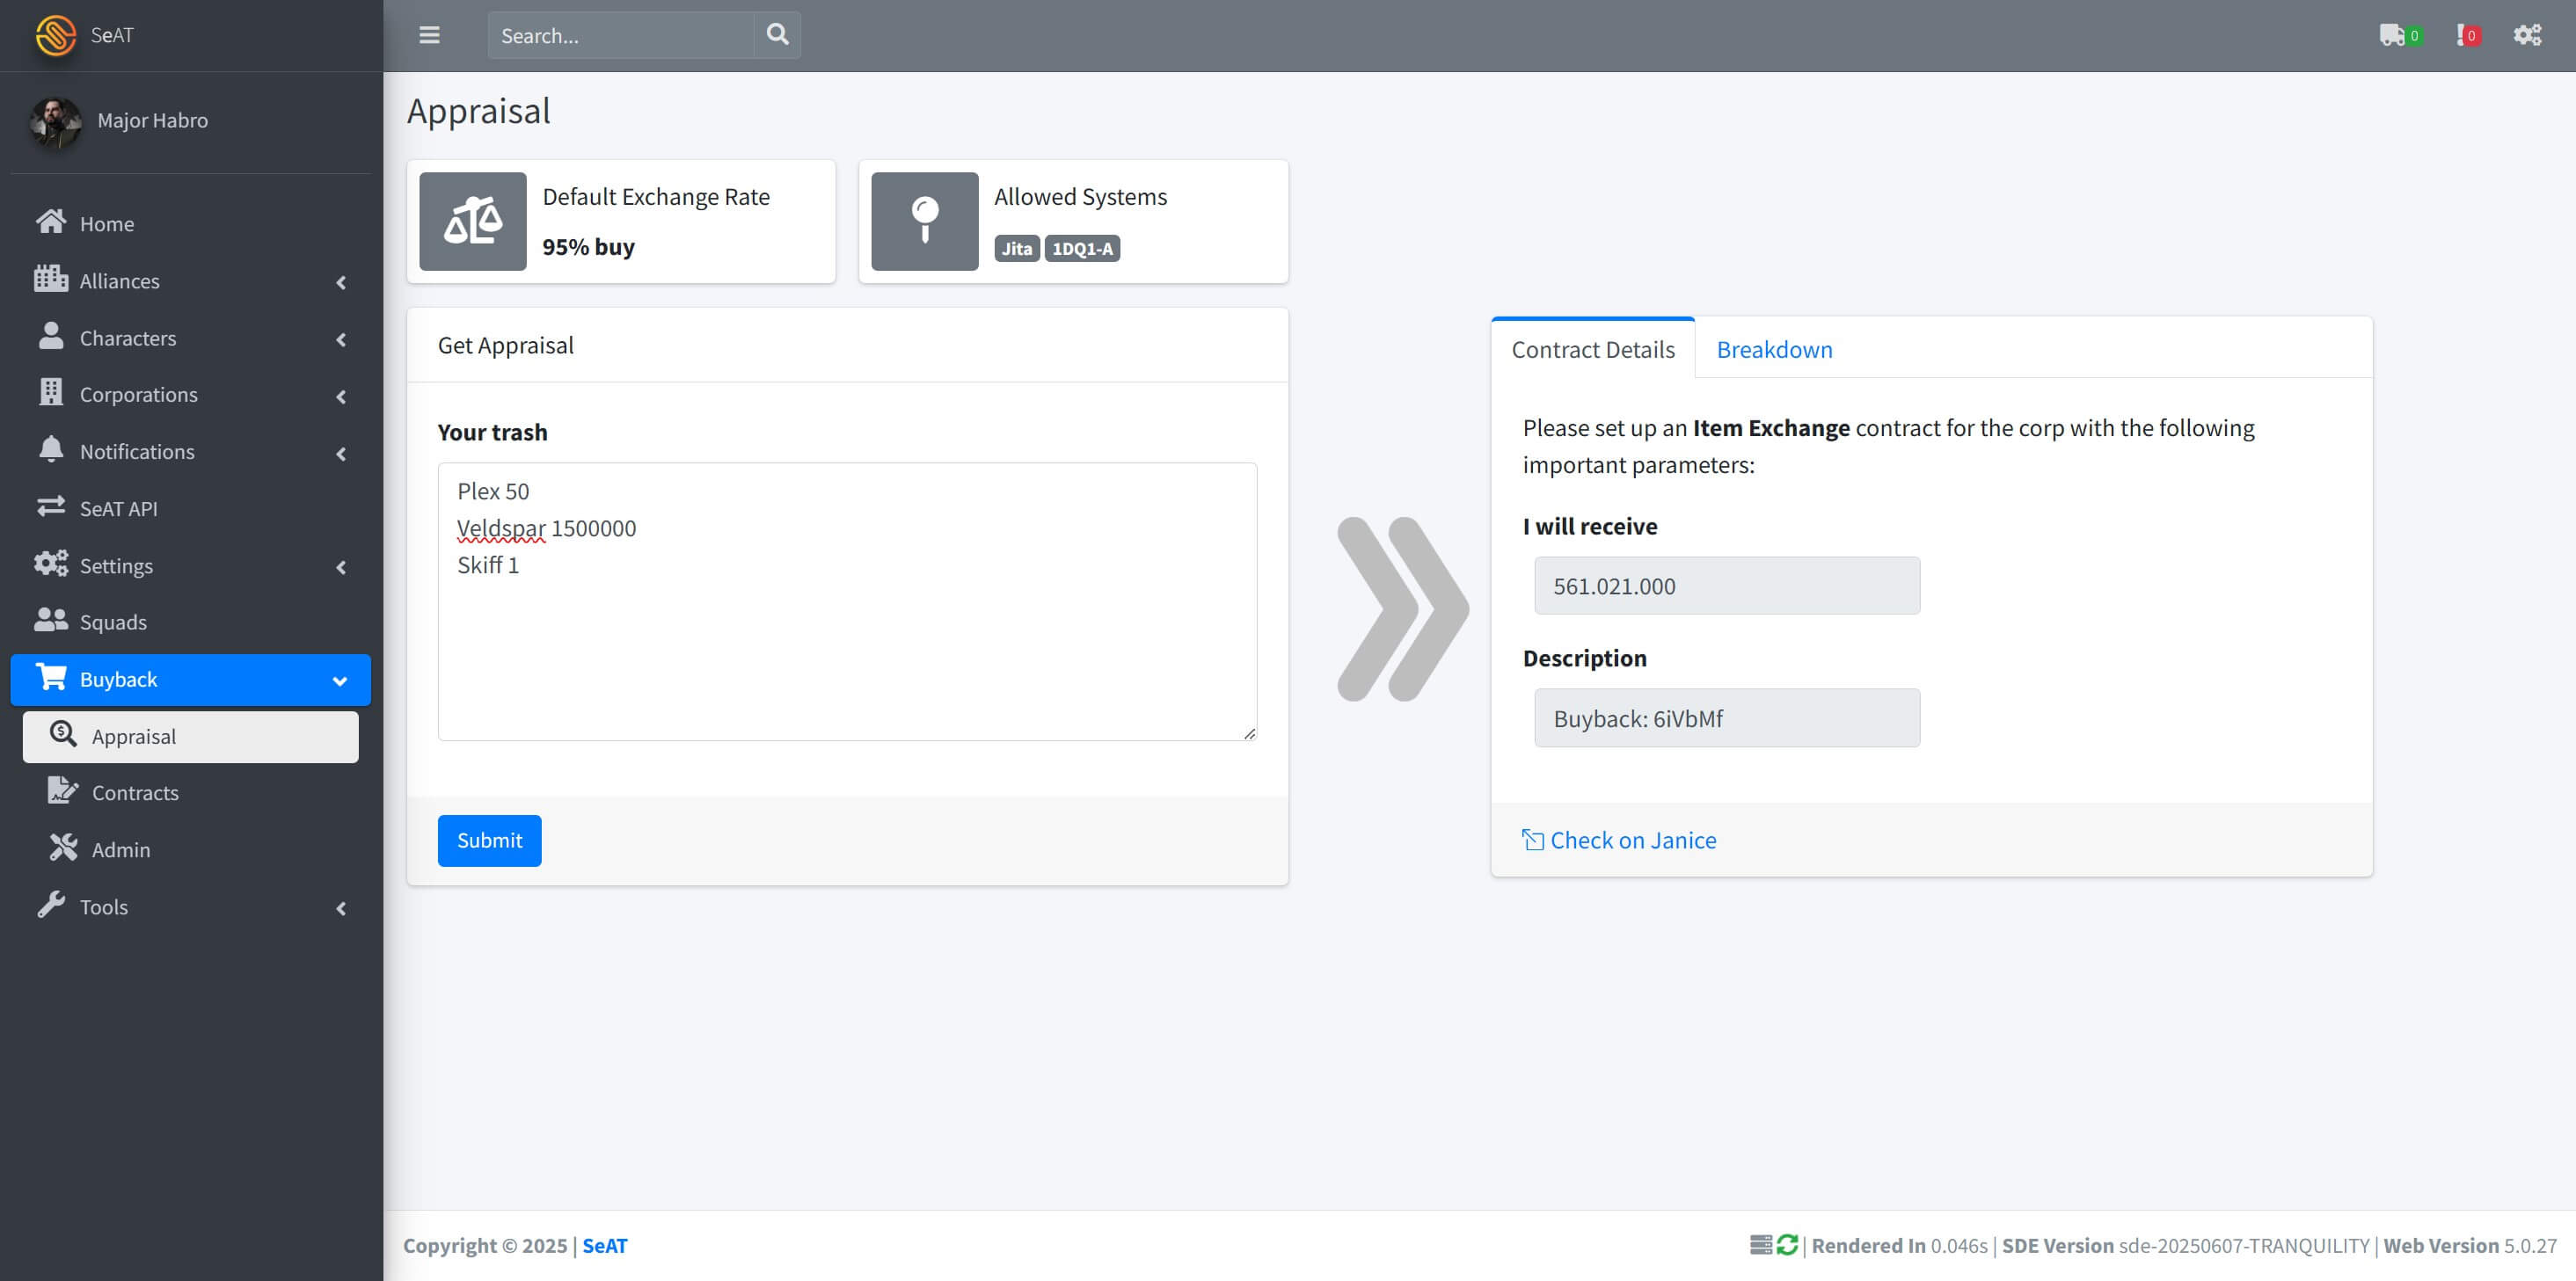 SeAT
Search...
0
0
Major Habro
Home
Alliances
Characters
Corporations
Notifications
SeAT API
Settings
Squads
Buyback
Appraisal
Contracts
Admin
Tools
Appraisal
Default Exchange Rate
95% buy
Allowed Systems
Jita 1DQ1-A
Get Appraisal
Your trash
Plex 50
Veldspar 1500000
Skiff 1
Submit
Contract Details Breakdown
Please set up an Item Exchange contract for the corp with the following
important parameters:
I will receive
561.021.000
Description
Buyback: 6iVbMf
Check on Janice
Copyright © 2025 | SeAT
| Rendered In 0.046s | SDE Version sde-20250607-TRANQUILITY | Web Version 5.0.27